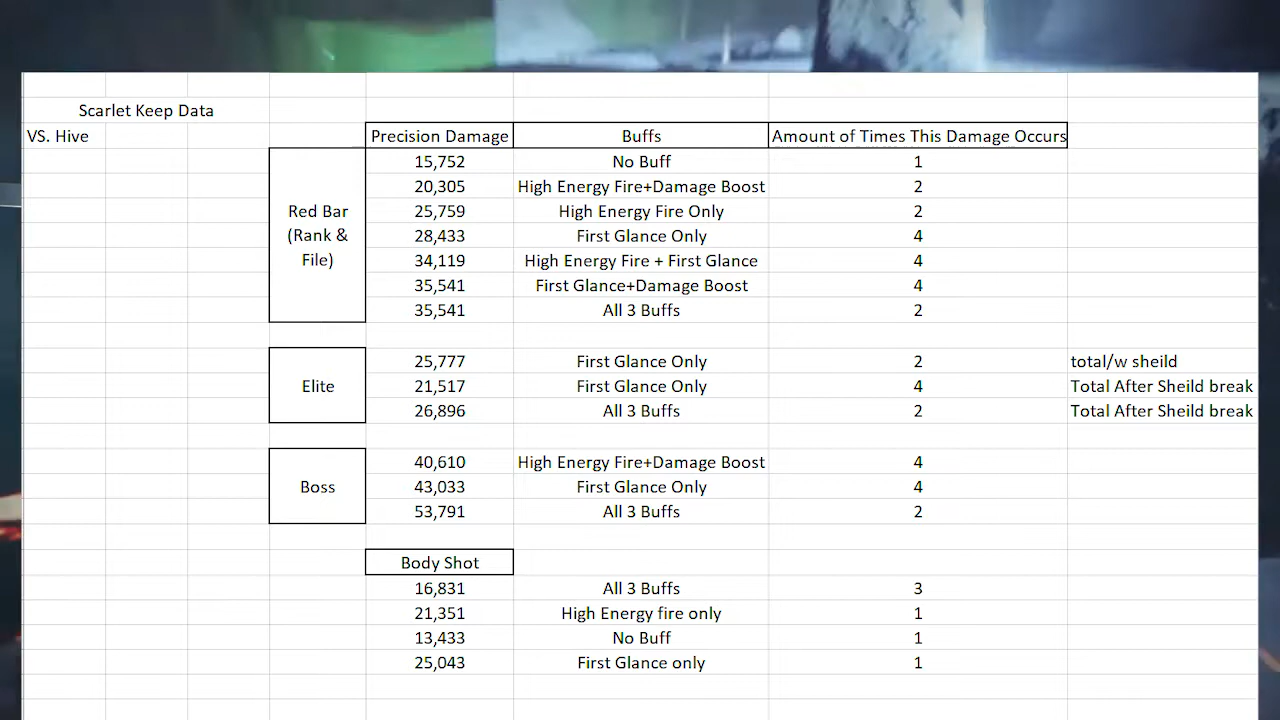 Scarlet Keep Data
VS. Hive
Precision Damage Buffs Amount of Times This Damage Occurs
Red Bar (Rank & File)
15,752 No Buff 1
20,305 High Energy Fire+Damage Boost 2
25,759 High Energy Fire Only 2
28,433 First Glance Only 4
34,119 High Energy Fire + First Glance 4
35,541 First Glance+Damage Boost 4
35,541 All 3 Buffs 2
Elite
25,777 First Glance Only 2 total/w sheild
21,517 First Glance Only 4 Total After Sheild break
26,896 All 3 Buffs 2 Total After Sheild break
Boss
40,610 High Energy Fire+Damage Boost 4
43,033 First Glance Only 4
53,791 All 3 Buffs 2
Body Shot
16,831 All 3 Buffs 3
21,351 High Energy fire only 1
13,433 No Buff 1
25,043 First Glance only 1